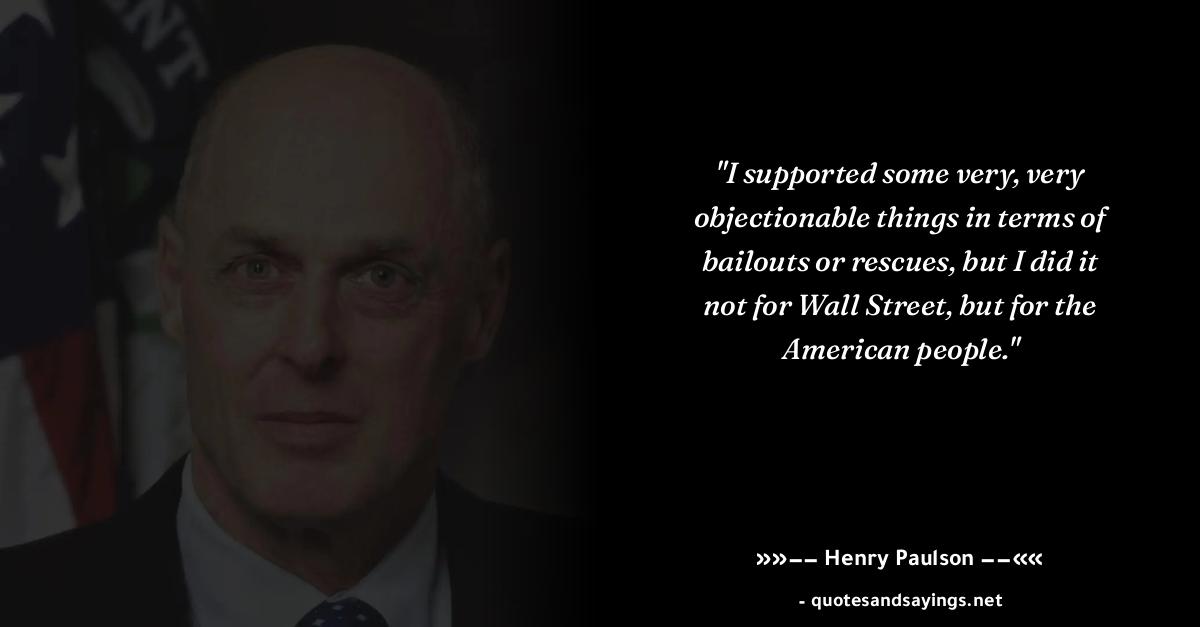 ENT
"I supported some very, very
objectionable things in terms of
bailouts or rescues, but I did it
not for Wall Street, but for the
American people."
»»–– Henry Paulson ––««
- quotesandsayings.net